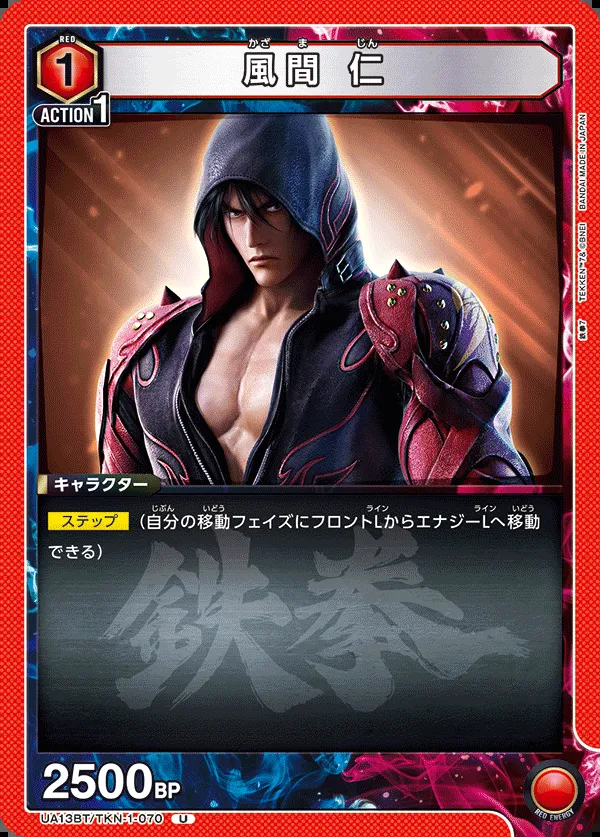 RED
1
ACTION 1
かざ ま じん
風間 仁
鉄拳7 TEKKEN™7& ©BNEI BANDAI MADE IN JAPAN
キャラクター
じぶん いどう ライン ライン いどう
ステップ (自分の移動フェイズにフロントLからエナジーLへ移動
できる)
鉄拳
2500BP
RED ENERGY
UA13BT/TKN-1-070 U